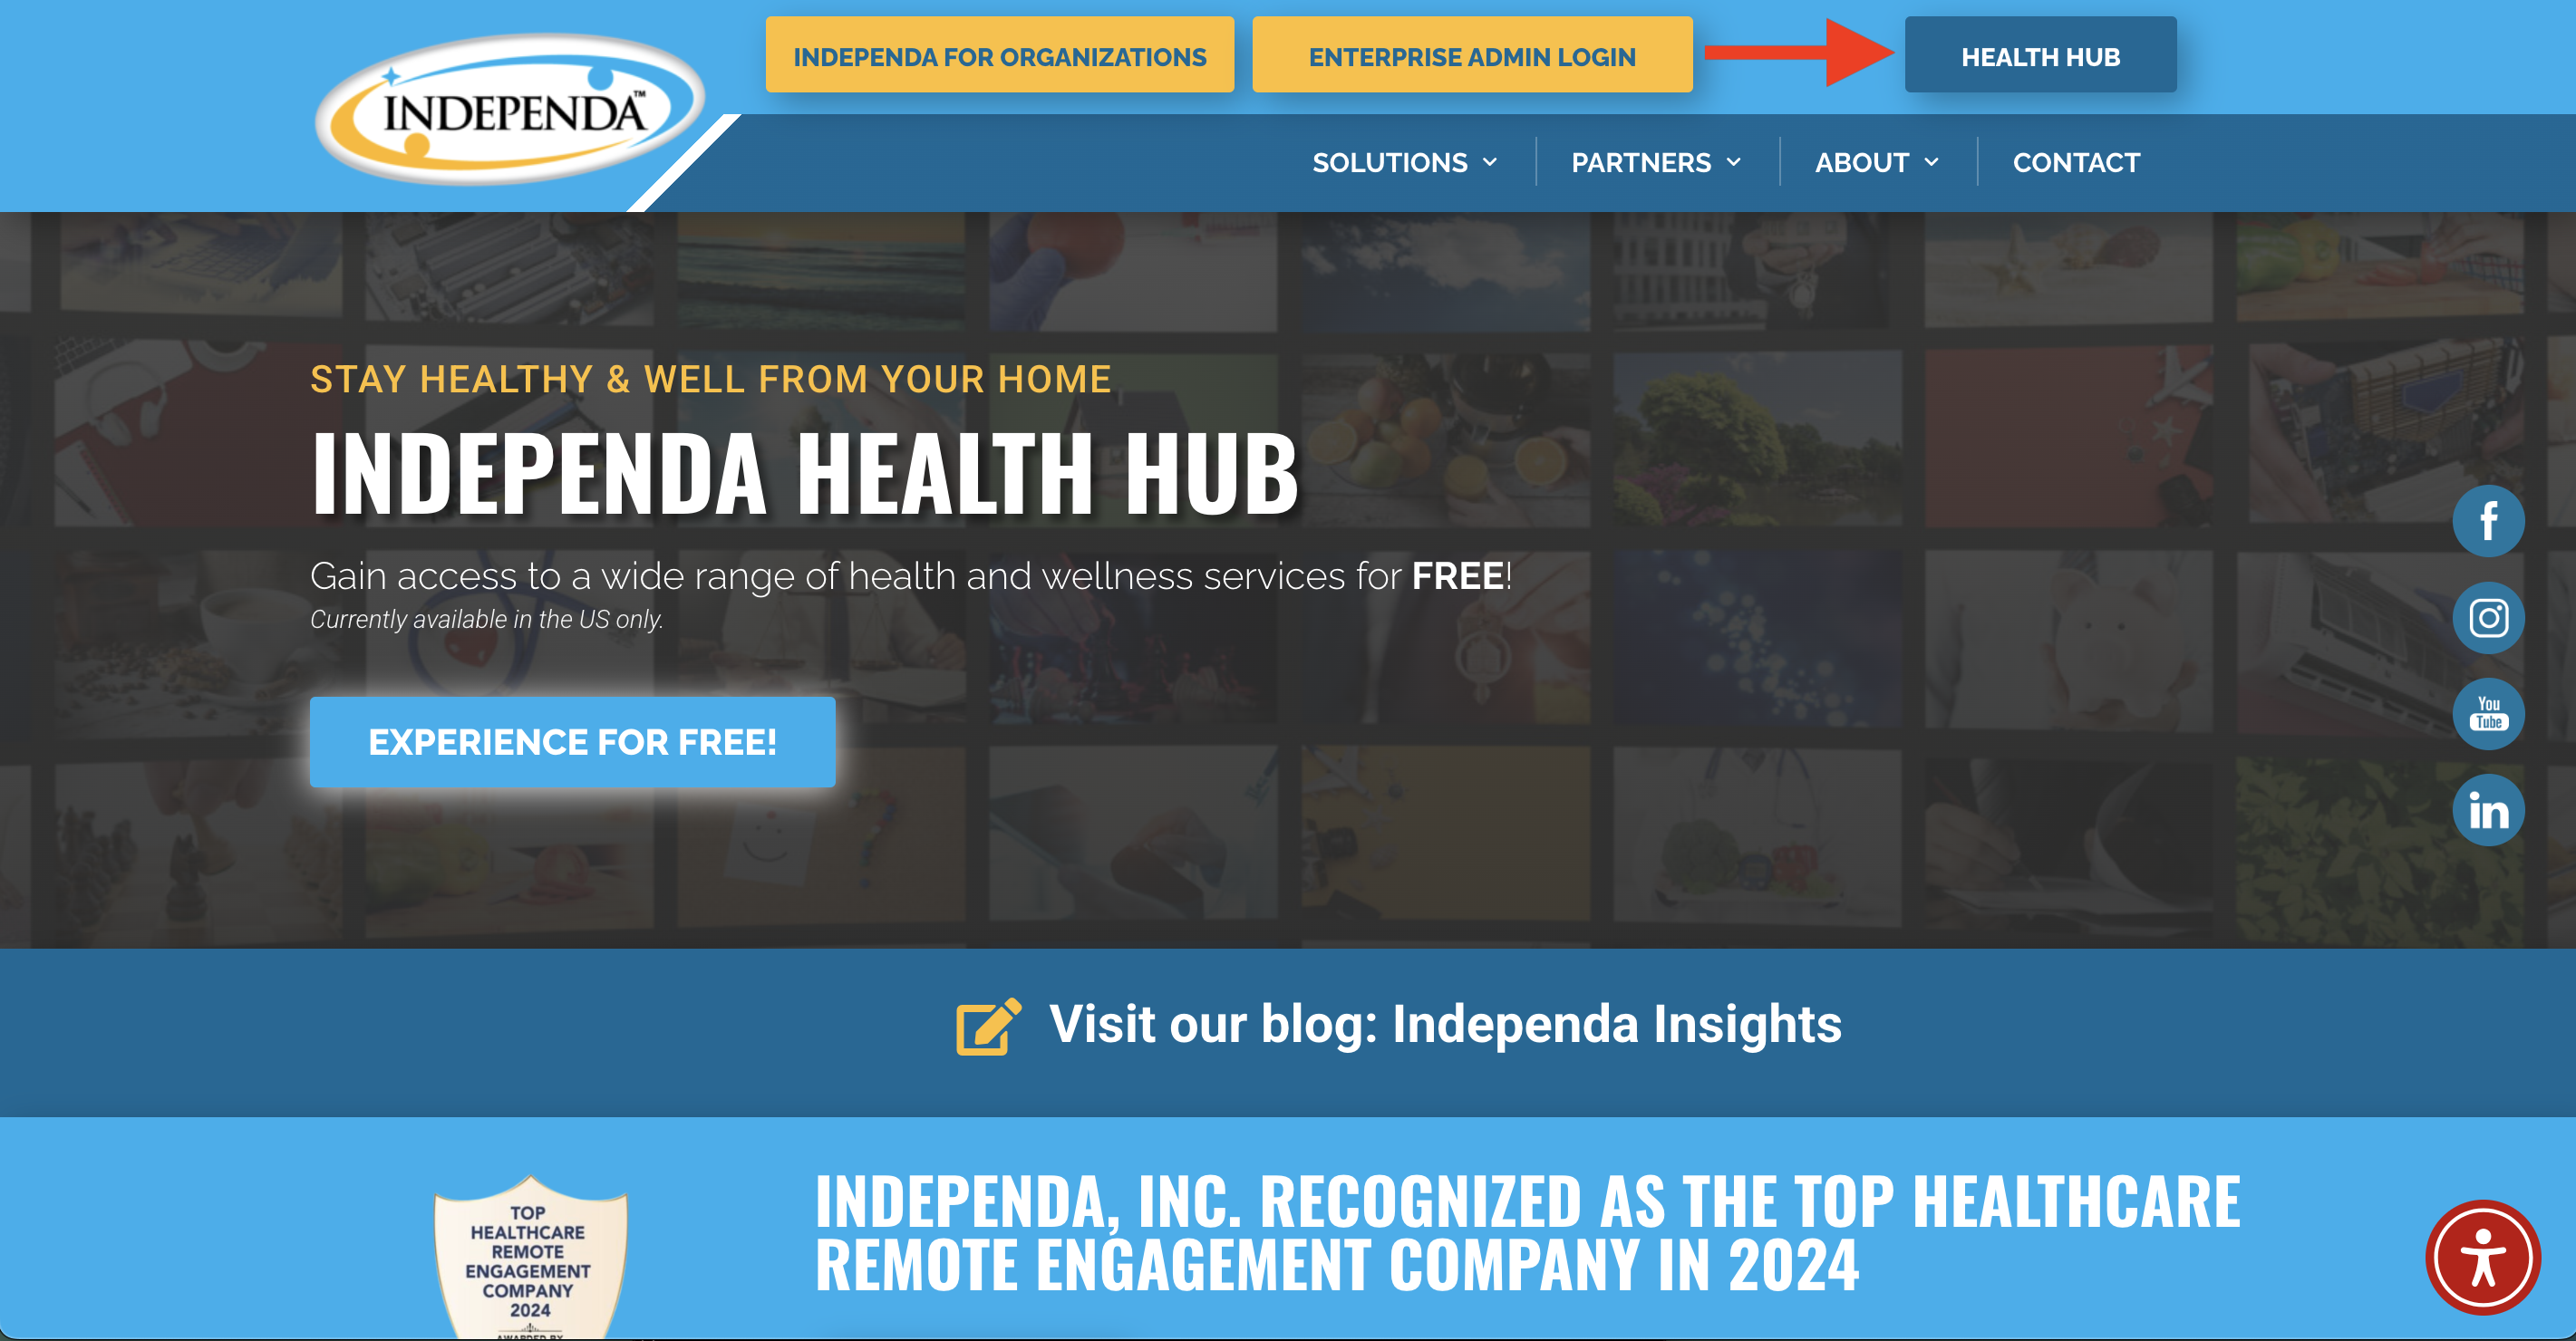 INDEPENDA™
INDEPENDA FOR ORGANIZATIONS
ENTERPRISE ADMIN LOGIN
HEALTH HUB
SOLUTIONS
PARTNERS
ABOUT
CONTACT
STAY HEALTHY & WELL FROM YOUR HOME
INDEPENDA HEALTH HUB
Gain access to a wide range of health and wellness services for FREE!
Currently available in the US only.
EXPERIENCE FOR FREE!
f
You
Tube
in
Visit our blog: Independa Insights
TOP
HEALTHCARE
REMOTE
ENGAGEMENT
COMPANY
2024
AWARDED BY
INDEPENDA, INC. RECOGNIZED AS THE TOP HEALTHCARE
REMOTE ENGAGEMENT COMPANY IN 2024